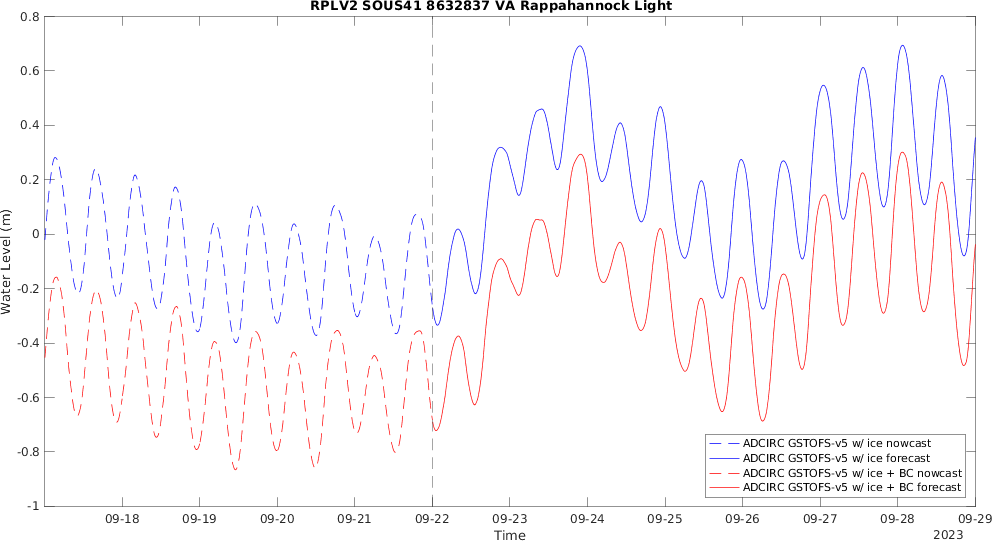 RPLV2 SOUS41 8632837 VA Rappahannock Light
Water Level (m)
0.8
0.6
0.4
0.2
0
-0.2
-0.4
-0.6
-0.8
-1
ADCIRC GSTOFS-v5 w/ ice nowcast
ADCIRC GSTOFS-v5 w/ ice forecast
ADCIRC GSTOFS-v5 w/ ice + BC nowcast
ADCIRC GSTOFS-v5 w/ ice + BC forecast
09-18 09-19 09-20 09-21 09-22 09-23 09-24 09-25 09-26 09-27 09-28 09-29
Time
2023